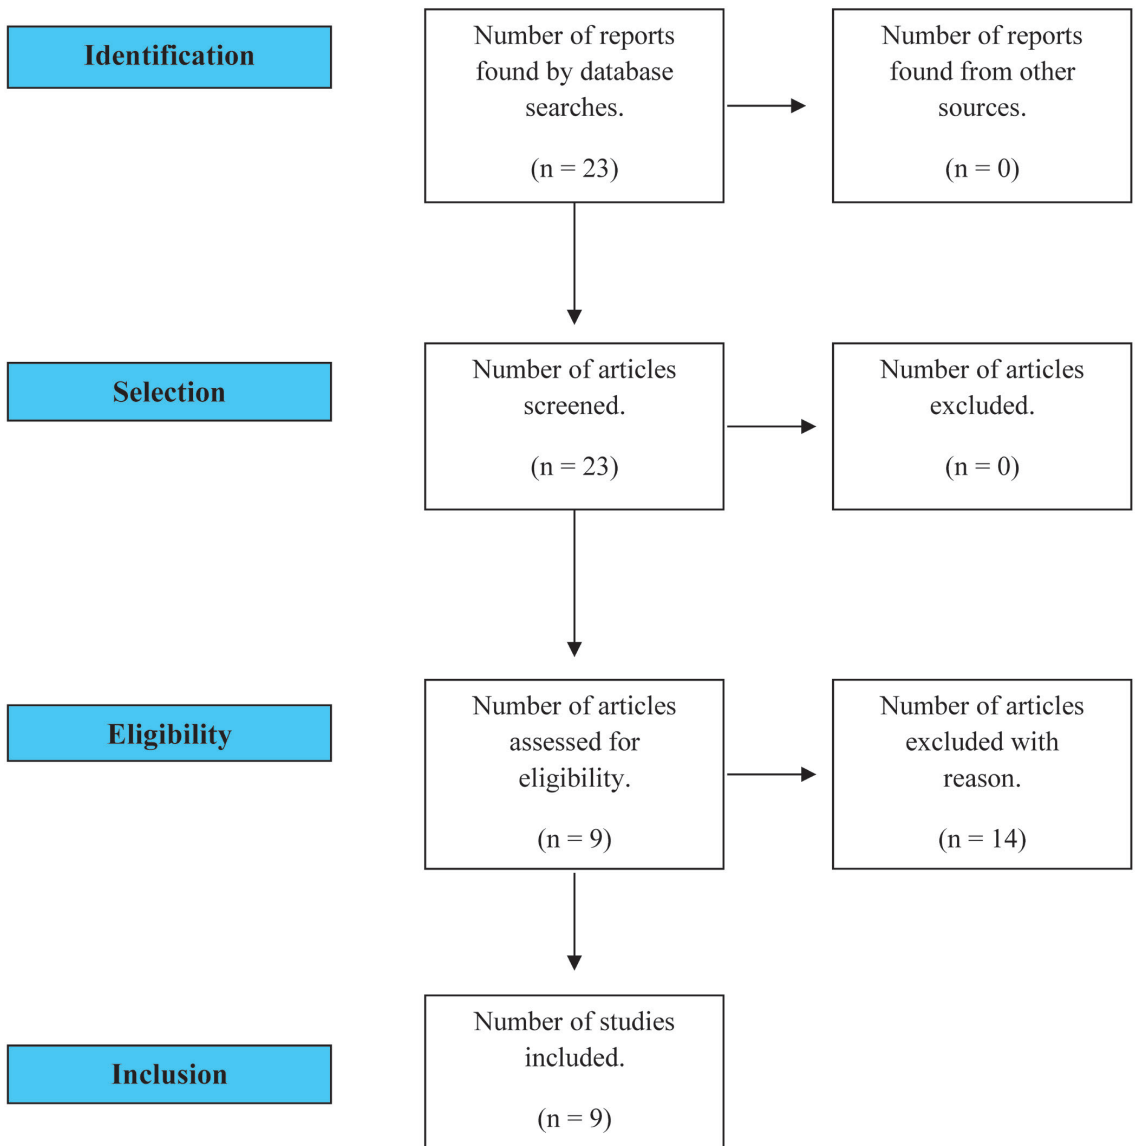 Identification
Number of reports
found by database
searches.
(n = 23)
Number of reports
found from other
sources.
(n = 0)
Selection
Number of articles
screened.
(n = 23)
Number of articles
excluded.
(n = 0)
Eligibility
Number of articles
assessed for
eligibility.
(n = 9)
Number of articles
excluded with
reason.
(n = 14)
Inclusion
Number of studies
included.
(n = 9)